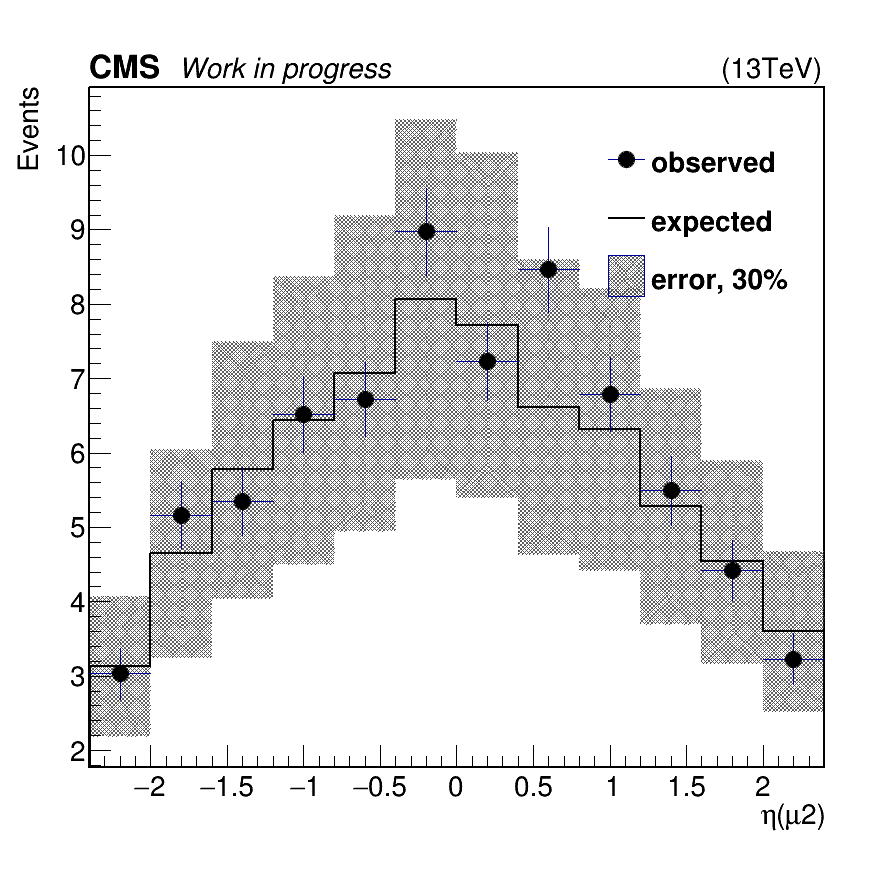 CMS Work in progress (13TeV)
Events
10
9
8
7
6
5
4
3
2
observed
expected
error, 30%
−2 −1.5 −1 −0.5 0 0.5 1 1.5 2
η(μ2)